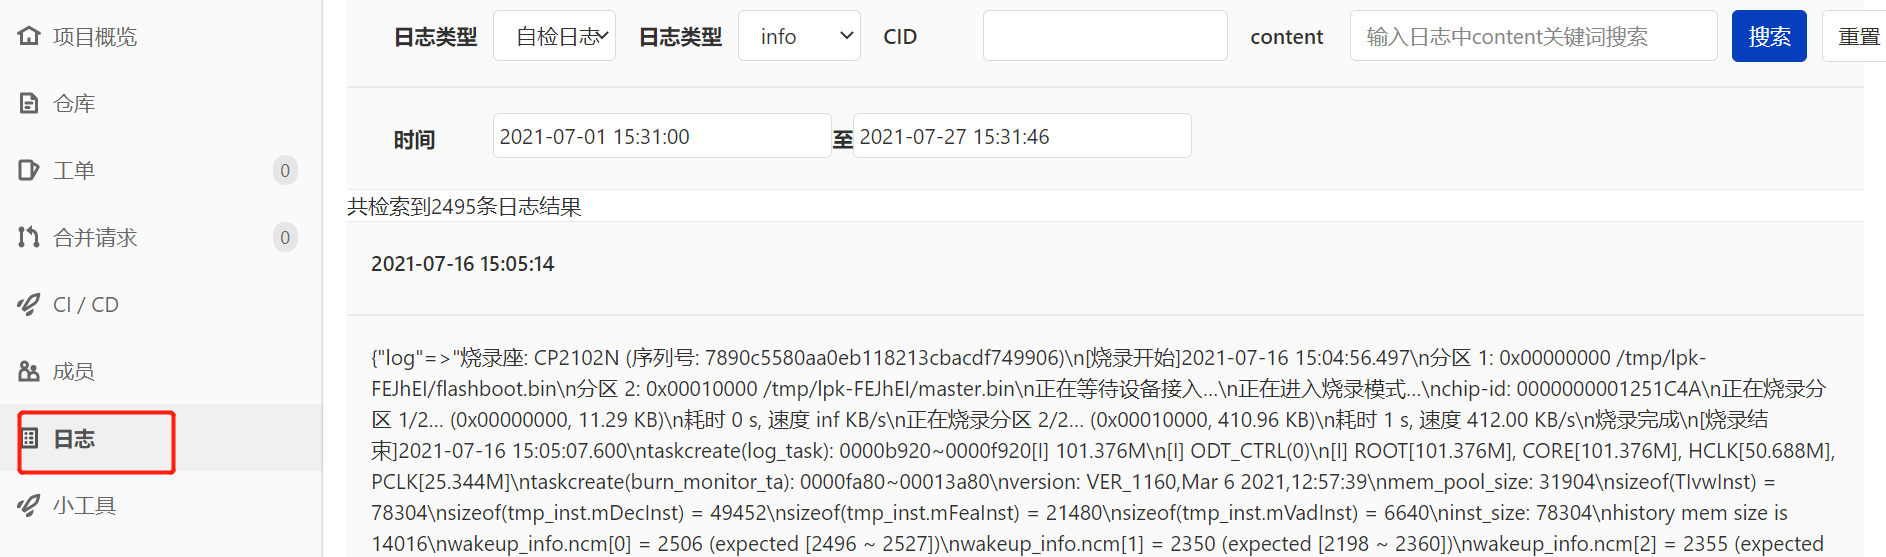 项目概览
仓库
工单 0
合并请求 0
CI / CD
成员
日志
小工具
日志类型 自检日志 日志类型 info CID content 输入日志中content关键词搜索 搜索 重置
时间 2021-07-01 15:31:00 至 2021-07-27 15:31:46
共检索到2495条日志结果
2021-07-16 15:05:14
{"log"=>"烧录座: CP2102N (序列号: 7890c5580aa0eb118213cbacdf749906)\n[烧录开始]2021-07-16 15:04:56.497\n分区 1: 0x00000000 /tmp/lpk-
FEJhEI/flashboot.bin\n分区 2: 0x00010000 /tmp/lpk-FEJhEI/master.bin\n正在等待设备接入...\n正在进入烧录模式...\nchip-id: 0000000001251C4A\n正在烧录分
区 1/2... (0x00000000, 11.29 KB)\n耗时 0 s, 速度 inf KB/s\n正在烧录分区 2/2... (0x00010000, 410.96 KB)\n耗时 1 s, 速度 412.00 KB/s\n烧录完成\n[烧录结
束]2021-07-16 15:05:07.600\ntaskcreate(log_task): 0000b920~0000f920[I] 101.376M\n[I] ODT_CTRL(0)\n[I] ROOT[101.376M], CORE[101.376M], HCLK[50.688M],
PCLK[25.344M]\ntaskcreate(burn_monitor_ta): 0000fa80~00013a80\nversion: VER_1160,Mar 6 2021,12:57:39\nmem_pool_size: 31904\nsizeof(TIvwInst) =
78304\nsizeof(tmp_inst.mDecInst) = 49452\nsizeof(tmp_inst.mFeaInst) = 21480\nsizeof(tmp_inst.mVadInst) = 6640\ninst_size: 78304\nhistory mem size is
14016\nwakeup_info.ncm[0] = 2506 (expected [2496 ~ 2527])\nwakeup_info.ncm[1] = 2350 (expected [2198 ~ 2360])\nwakeup_info.ncm[2] = 2355 (expected